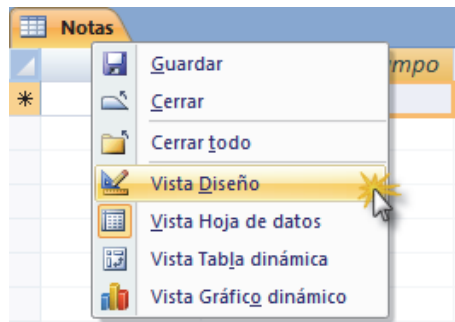 Notas
Guardar
mpo
Cerrar
Cerrar todo
Vista Diseño
Vista Hoja de datos
Vista Tabla dinámica
Vista Gráfico dinámico